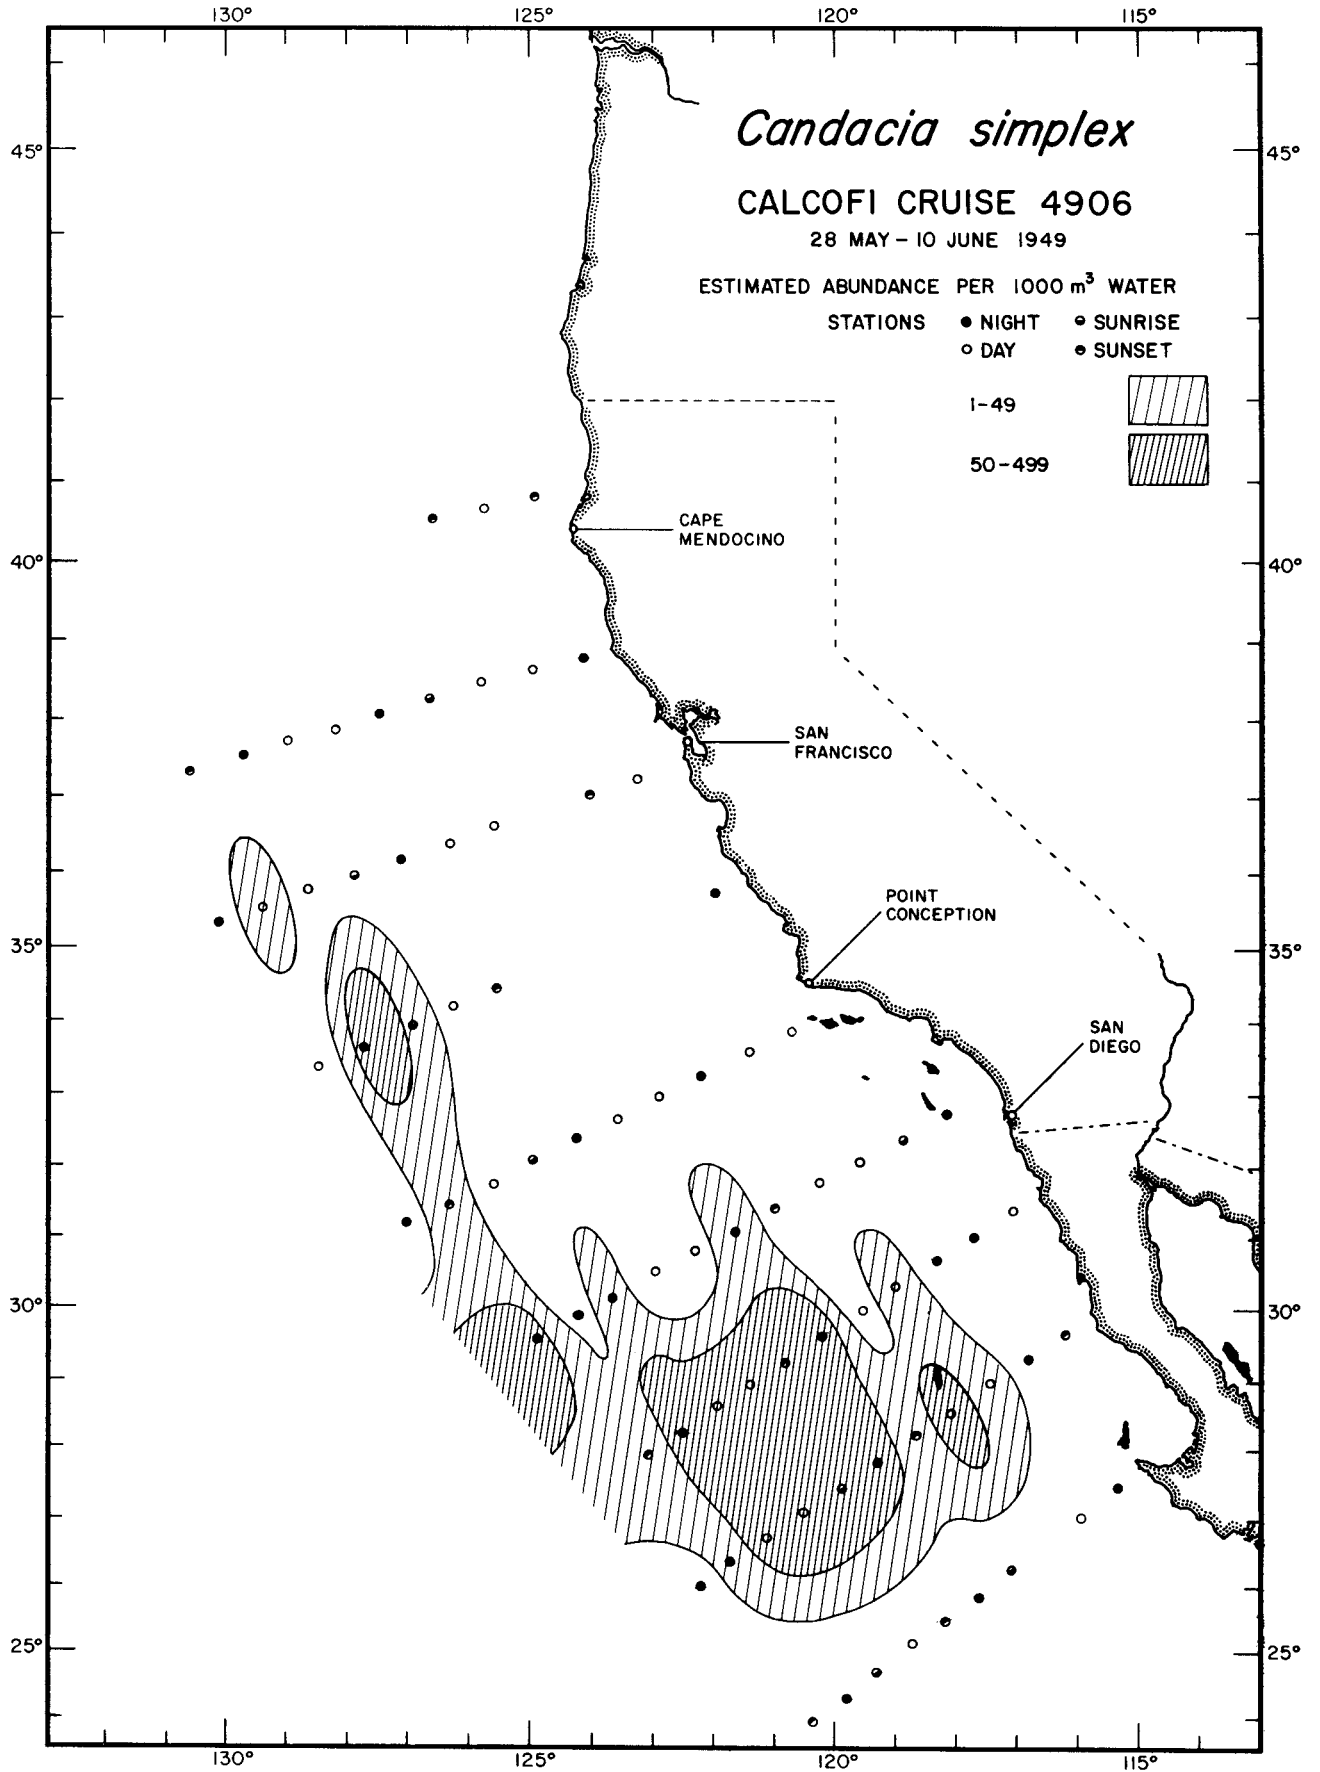 130° 125° 120° 115°
Candacia simplex
45° 45°
CALCOFI CRUISE 4906
28 MAY – 10 JUNE 1949
ESTIMATED ABUNDANCE PER 1000 m³ WATER
STATIONS NIGHT SUNRISE
DAY SUNSET
1–49
50–499
CAPE
MENDOCINO
40° 40°
SAN
FRANCISCO
POINT
CONCEPTION
35° 35°
SAN
DIEGO
30° 30°
25° 25°
130° 125° 120° 115°